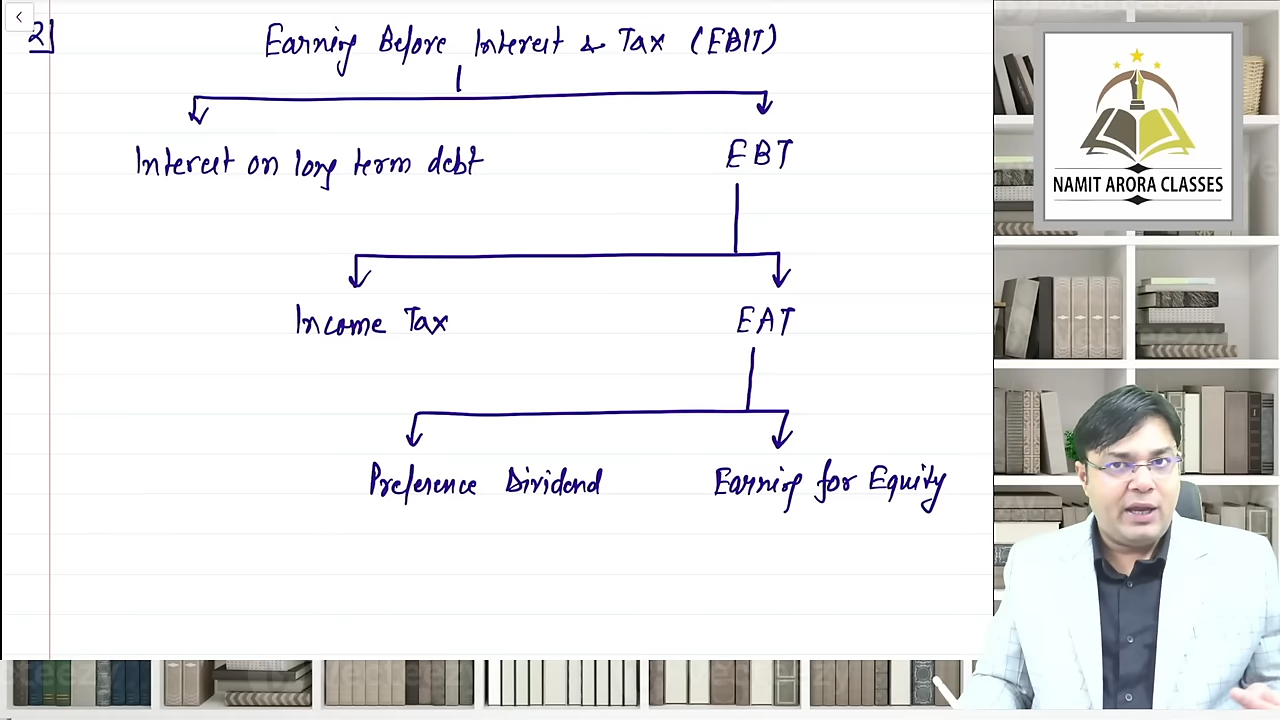 2]
Earning Before Interest & Tax (EBIT)
Interest on long term debt
EBT
Income Tax
EAT
Preference Dividend
Earning for Equity
NAMIT ARORA CLASSES